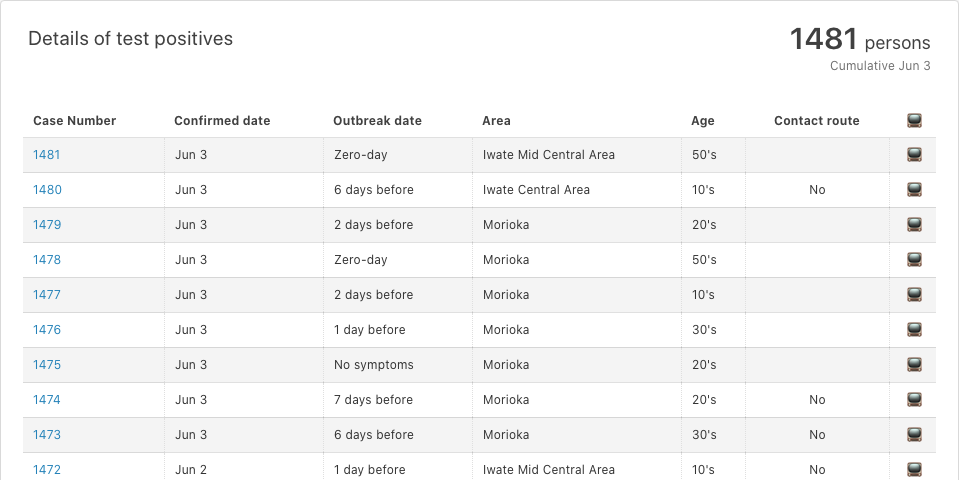 Details of test positives
1481 persons
Cumulative Jun 3
Case Number Confirmed date Outbreak date Area Age Contact route
1481 Jun 3 Zero-day Iwate Mid Central Area 50's
1480 Jun 3 6 days before Iwate Central Area 10's No
1479 Jun 3 2 days before Morioka 20's
1478 Jun 3 Zero-day Morioka 50's
1477 Jun 3 2 days before Morioka 10's
1476 Jun 3 1 day before Morioka 30's
1475 Jun 3 No symptoms Morioka 20's
1474 Jun 3 7 days before Morioka 20's No
1473 Jun 3 6 days before Morioka 30's No
1472 Jun 2 1 day before Iwate Mid Central Area 10's No